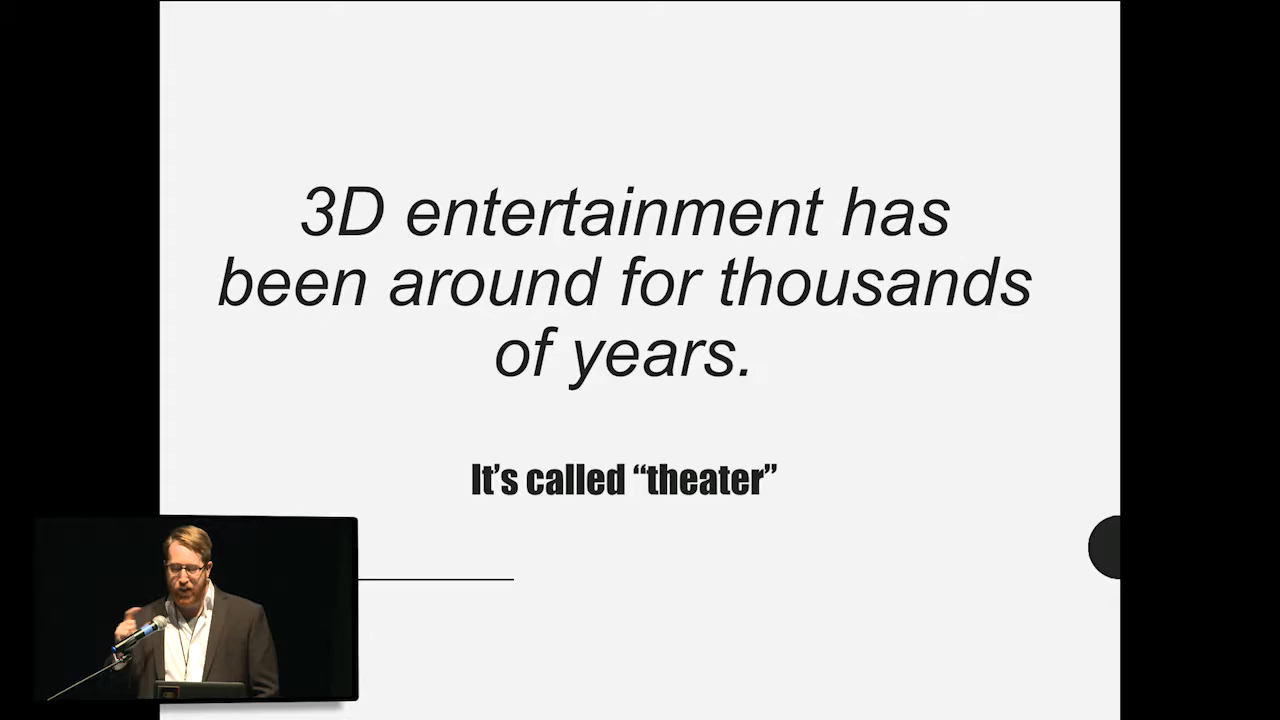 3D entertainment has
been around for thousands
of years.
It’s called “theater”